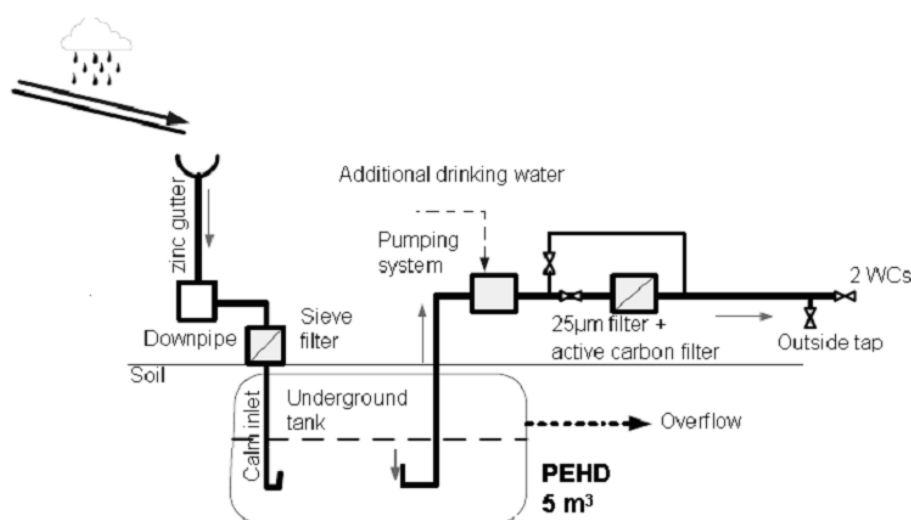 Additional drinking water
zinc gutter
Pumping
system
2 WCs
Downpipe
Sieve
filter
25µm filter +
active carbon filter
Outside tap
Soil
Calm inlet
Underground
tank
Overflow
PEHD
5 m³